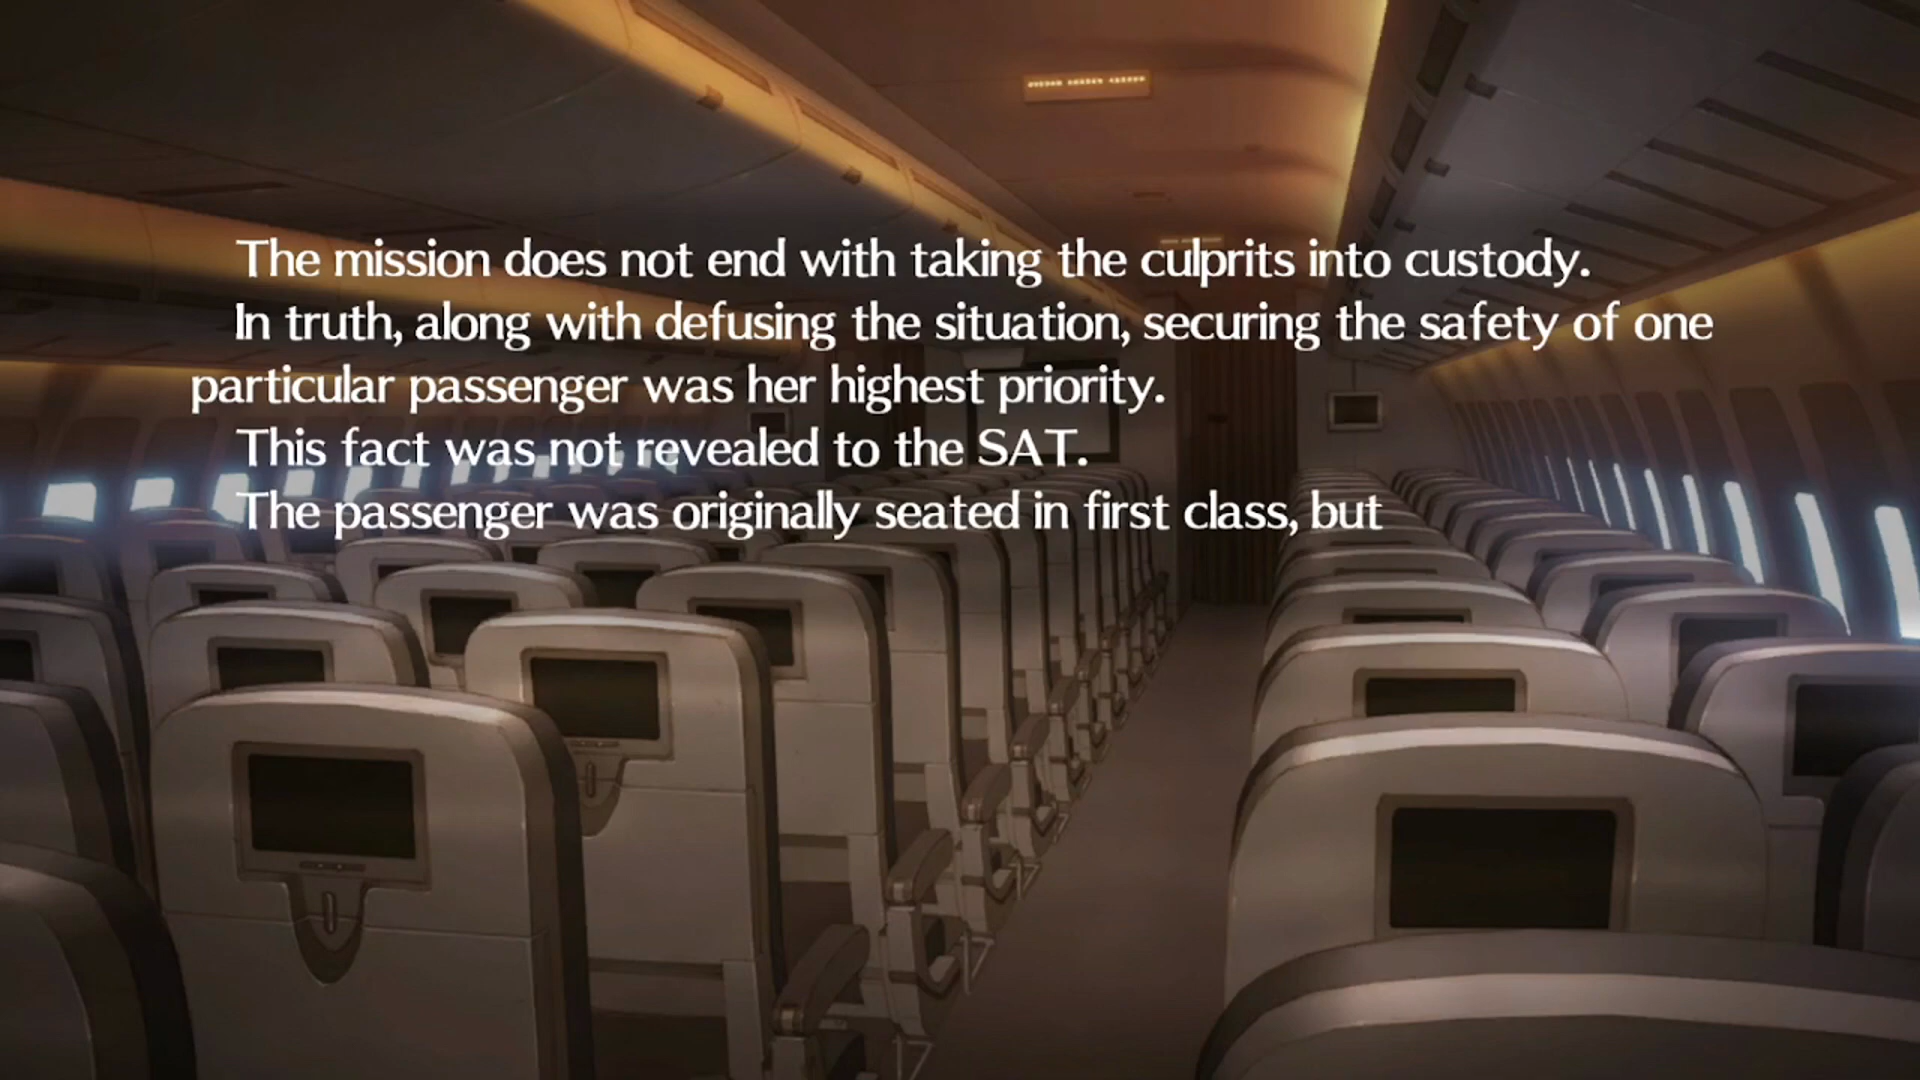 The mission does not end with taking the culprits into custody.
In truth, along with defusing the situation, securing the safety of one
particular passenger was her highest priority.
This fact was not revealed to the SAT.
The passenger was originally seated in first class, but